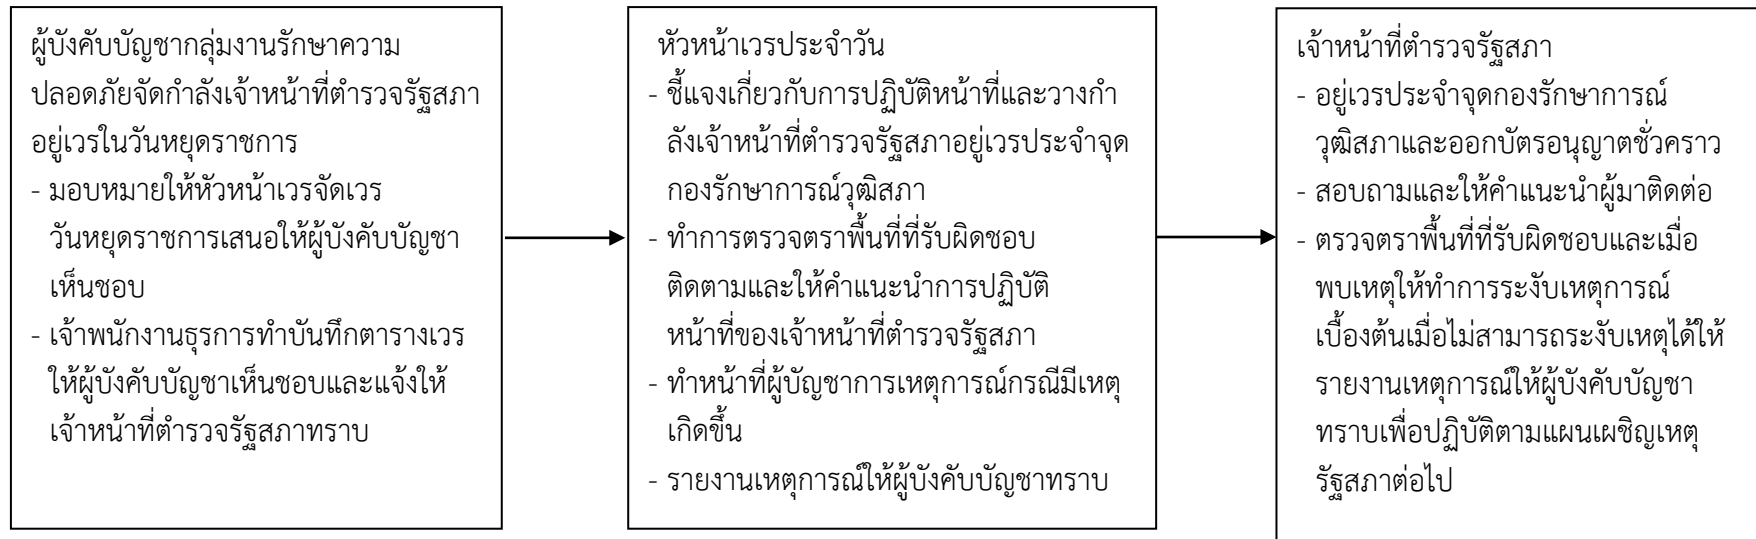 ผู้บังคับบัญชากลุ่มงานรักษาความ
ปลอดภัยจัดกำลังเจ้าหน้าที่ตำรวจรัฐสภา
อยู่เวรในวันหยุดราชการ
- มอบหมายให้หัวหน้าเวรจัดเวร
วันหยุดราชการเสนอให้ผู้บังคับบัญชา
เห็นชอบ
- เจ้าพนักงานธุรการทำบันทึกตารางเวร
ให้ผู้บังคับบัญชาเห็นชอบและแจ้งให้
เจ้าหน้าที่ตำรวจรัฐสภาทราบ
หัวหน้าเวรประจำวัน
- ชี้แจงเกี่ยวกับการปฏิบัติหน้าที่และวางกำ
ลังเจ้าหน้าที่ตำรวจรัฐสภาอยู่เวรประจำจุด
กองรักษาการณ์วุฒิสภา
- ทำการตรวจตราพื้นที่ที่รับผิดชอบ
ติดตามและให้คำแนะนำการปฏิบัติ
หน้าที่ของเจ้าหน้าที่ตำรวจรัฐสภา
- ทำหน้าที่ผู้บัญชาการเหตุการณ์กรณีมีเหตุ
เกิดขึ้น
- รายงานเหตุการณ์ให้ผู้บังคับบัญชาทราบ
เจ้าหน้าที่ตำรวจรัฐสภา
- อยู่เวรประจำจุดกองรักษาการณ์
วุฒิสภาและออกบัตรอนุญาตชั่วคราว
- สอบถามและให้คำแนะนำผู้มาติดต่อ
- ตรวจตราพื้นที่ที่รับผิดชอบและเมื่อ
พบเหตุให้ทำการระงับเหตุการณ์
เบื้องต้นเมื่อไม่สามารถระงับเหตุได้ให้
รายงานเหตุการณ์ให้ผู้บังคับบัญชา
ทราบเพื่อปฏิบัติตามแผนเผชิญเหตุ
รัฐสภาต่อไป